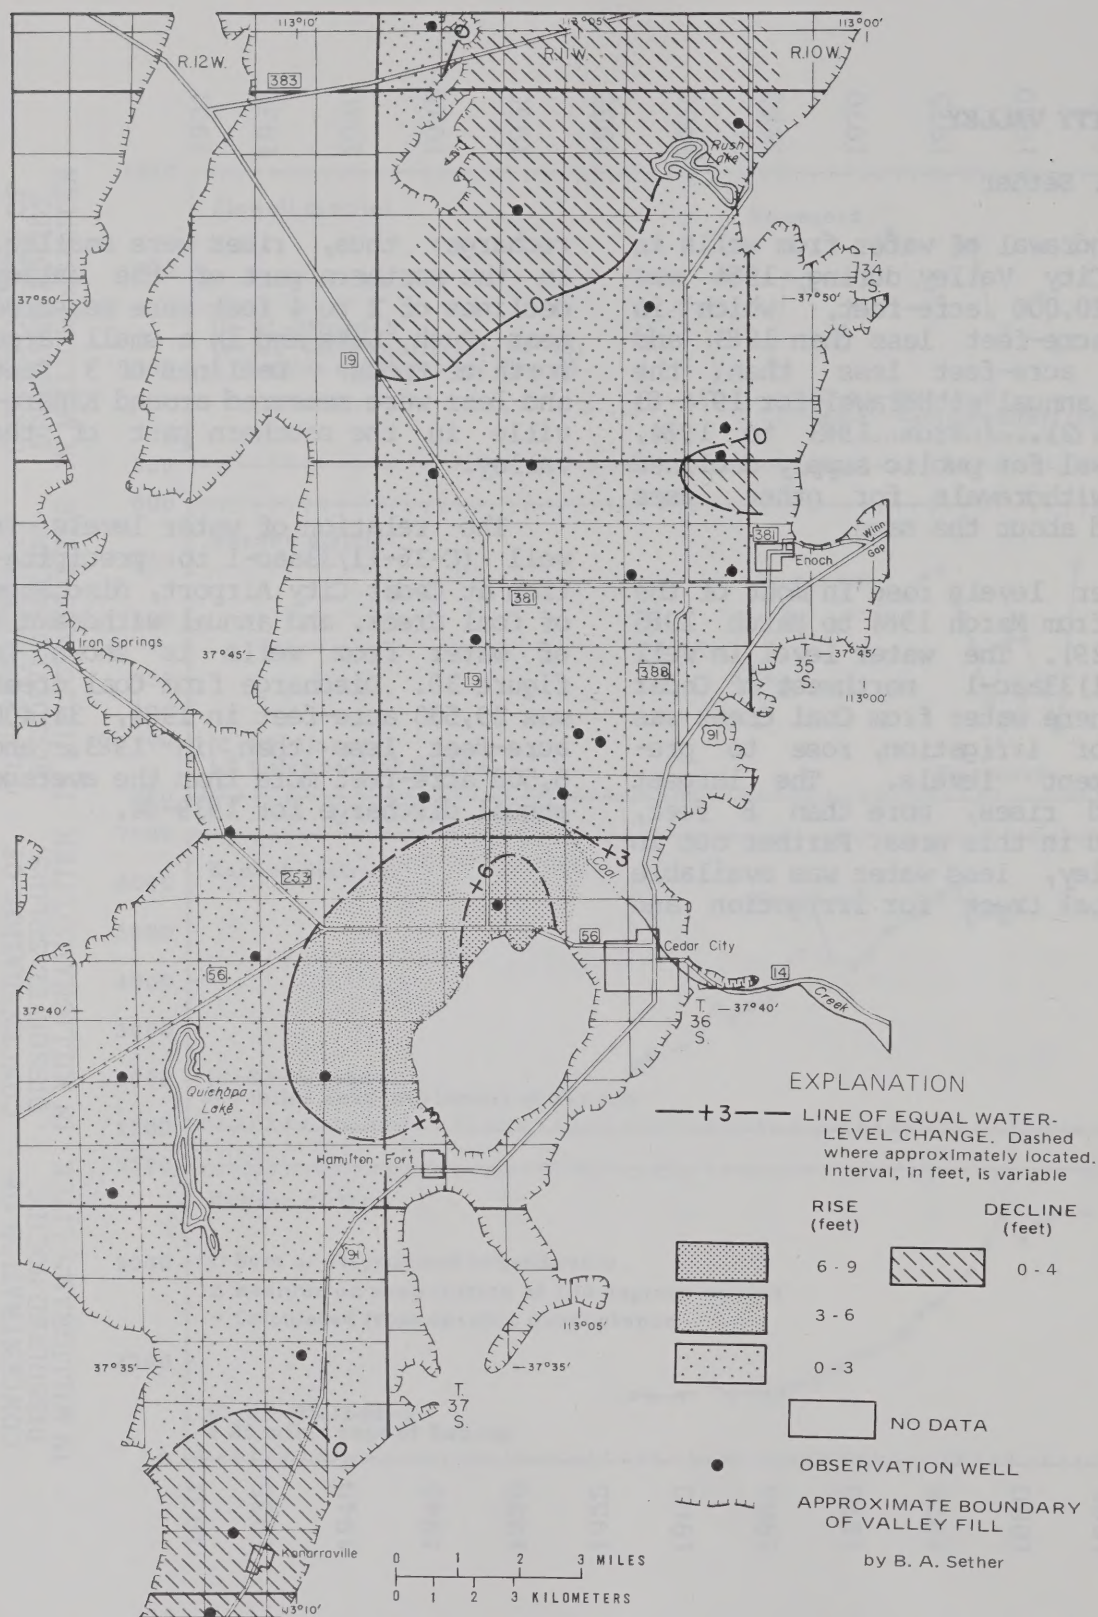 113°10'
113°05'
113°00'
R.12W.
R.11W.
R.10W.
383
0
Rush
Lake
T.
34
S.
37°50'
37°50'
0
19
0
381
Enoch
Winn
Gap
381
Iron Springs
37°45'
19
388
T.
35
S.
37°45'
113°00'
91
+3
Coal
+6
253
56
Cedar City
56
14
Creek
37°40'
T.
36
S.
37°40'
Quichapa
Lake
+3
Hamilton Fort
91
113°05'
37°35'
37°35'
T.
37
S.
0
Kanarraville
113°10'
EXPLANATION
+3 LINE OF EQUAL WATER-
LEVEL CHANGE. Dashed
where approximately located.
Interval, in feet, is variable
RISE DECLINE
(feet) (feet)
6 - 9 0 - 4
3 - 6
0 - 3
NO DATA
OBSERVATION WELL
APPROXIMATE BOUNDARY
OF VALLEY FILL
by B. A. Sether
0 1 2 3 MILES
0 1 2 3 KILOMETERS